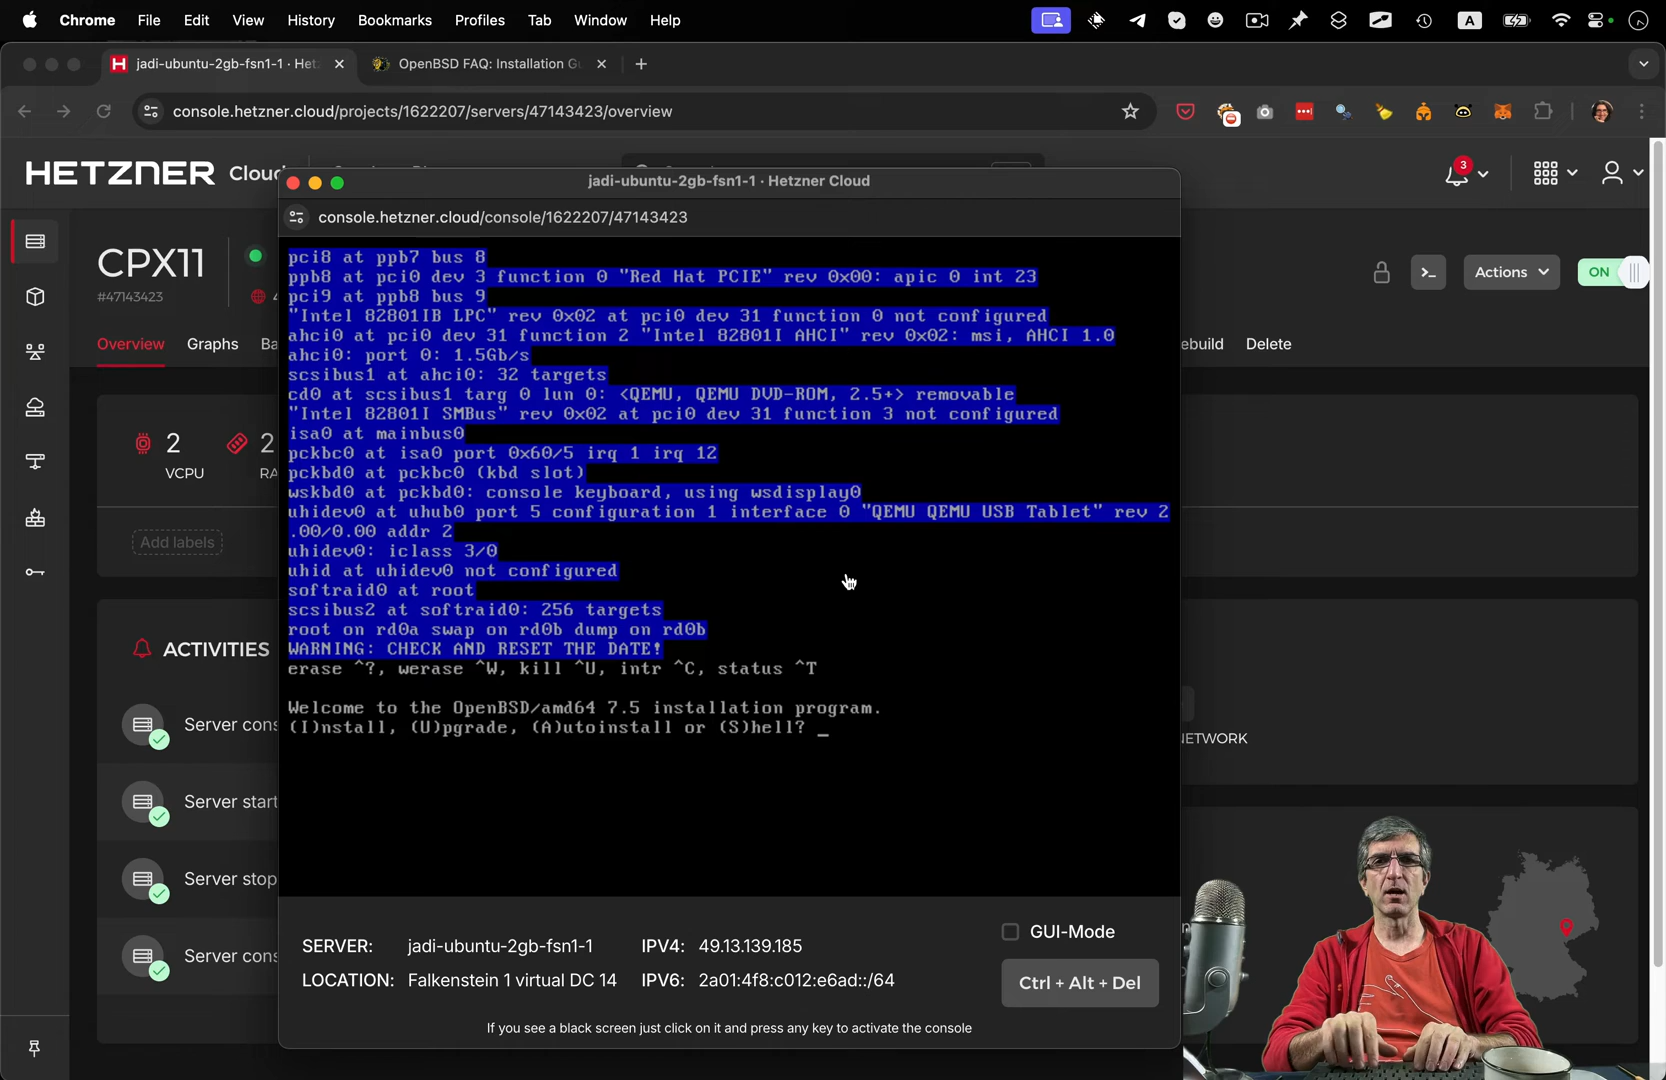 Chrome File Edit View History Bookmarks Profiles Tab Window Help
A
jadi-ubuntu-2gb-fsn1-1 · Hetz
OpenBSD FAQ: Installation Gu
console.hetzner.cloud/projects/1622207/servers/47143423/overview
HETZNER Cloud
3
jadi-ubuntu-2gb-fsn1-1 · Hetzner Cloud
console.hetzner.cloud/console/1622207/47143423
CPX11
#47143423
Actions
ON
Overview Graphs Ba
ebuild Delete
2
VCPU
2
RA
Add labels
ACTIVITIES
Server cons
Server start
Server stop
Server cons
ETWORK
pci8 at ppb7 bus 8
ppb8 at pci0 dev 3 function 0 "Red Hat PCIE" rev 0x00: apic 0 int 23
pci9 at ppb8 bus 9
"Intel 82801IB LPC" rev 0x02 at pci0 dev 31 function 0 not configured
ahci0 at pci0 dev 31 function 2 "Intel 82801I AHCI" rev 0x02: msi, AHCI 1.0
ahci0: port 0: 1.5Gb/s
scsibus1 at ahci0: 32 targets
cd0 at scsibus1 targ 0 lun 0: <QEMU, QEMU DVD-ROM, 2.5+> removable
"Intel 82801I SMBus" rev 0x02 at pci0 dev 31 function 3 not configured
isa0 at mainbus0
pckbc0 at isa0 port 0x60/5 irq 1 irq 12
pckbd0 at pckbc0 (kbd slot)
wskbd0 at pckbd0: console keyboard, using wsdisplay0
uhidev0 at uhub0 port 5 configuration 1 interface 0 "QEMU QEMU USB Tablet" rev 2
.00/0.00 addr 2
uhidev0: iclass 3/0
uhid at uhidev0 not configured
softraid0 at root
scsibus2 at softraid0: 256 targets
root on rd0a swap on rd0b dump on rd0b
WARNING: CHECK AND RESET THE DATE!
erase ^?, werase ^W, kill ^U, intr ^C, status ^T
Welcome to the OpenBSD/amd64 7.5 installation program.
(I)nstall, (U)pgrade, (A)utoinstall or (S)hell? _
SERVER: jadi-ubuntu-2gb-fsn1-1 IPV4: 49.13.139.185
LOCATION: Falkenstein 1 virtual DC 14 IPV6: 2a01:4f8:c012:e6ad::/64
GUI-Mode
Ctrl + Alt + Del
If you see a black screen just click on it and press any key to activate the console